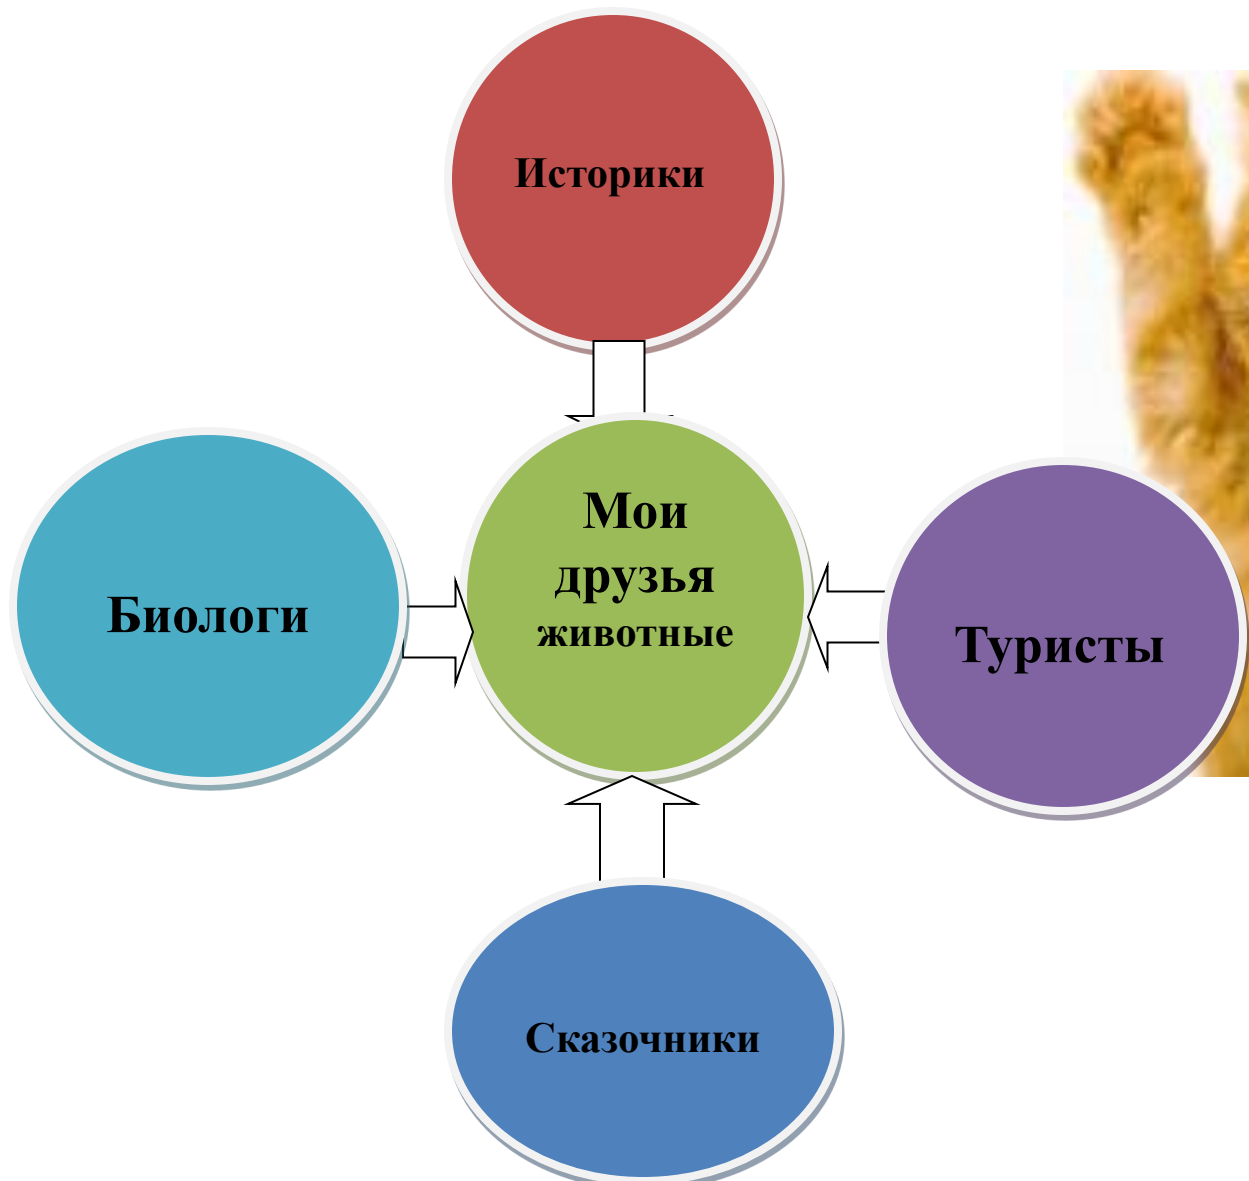 Историки
Мои
друзья
животные
Биологи
Туристы
Сказочники